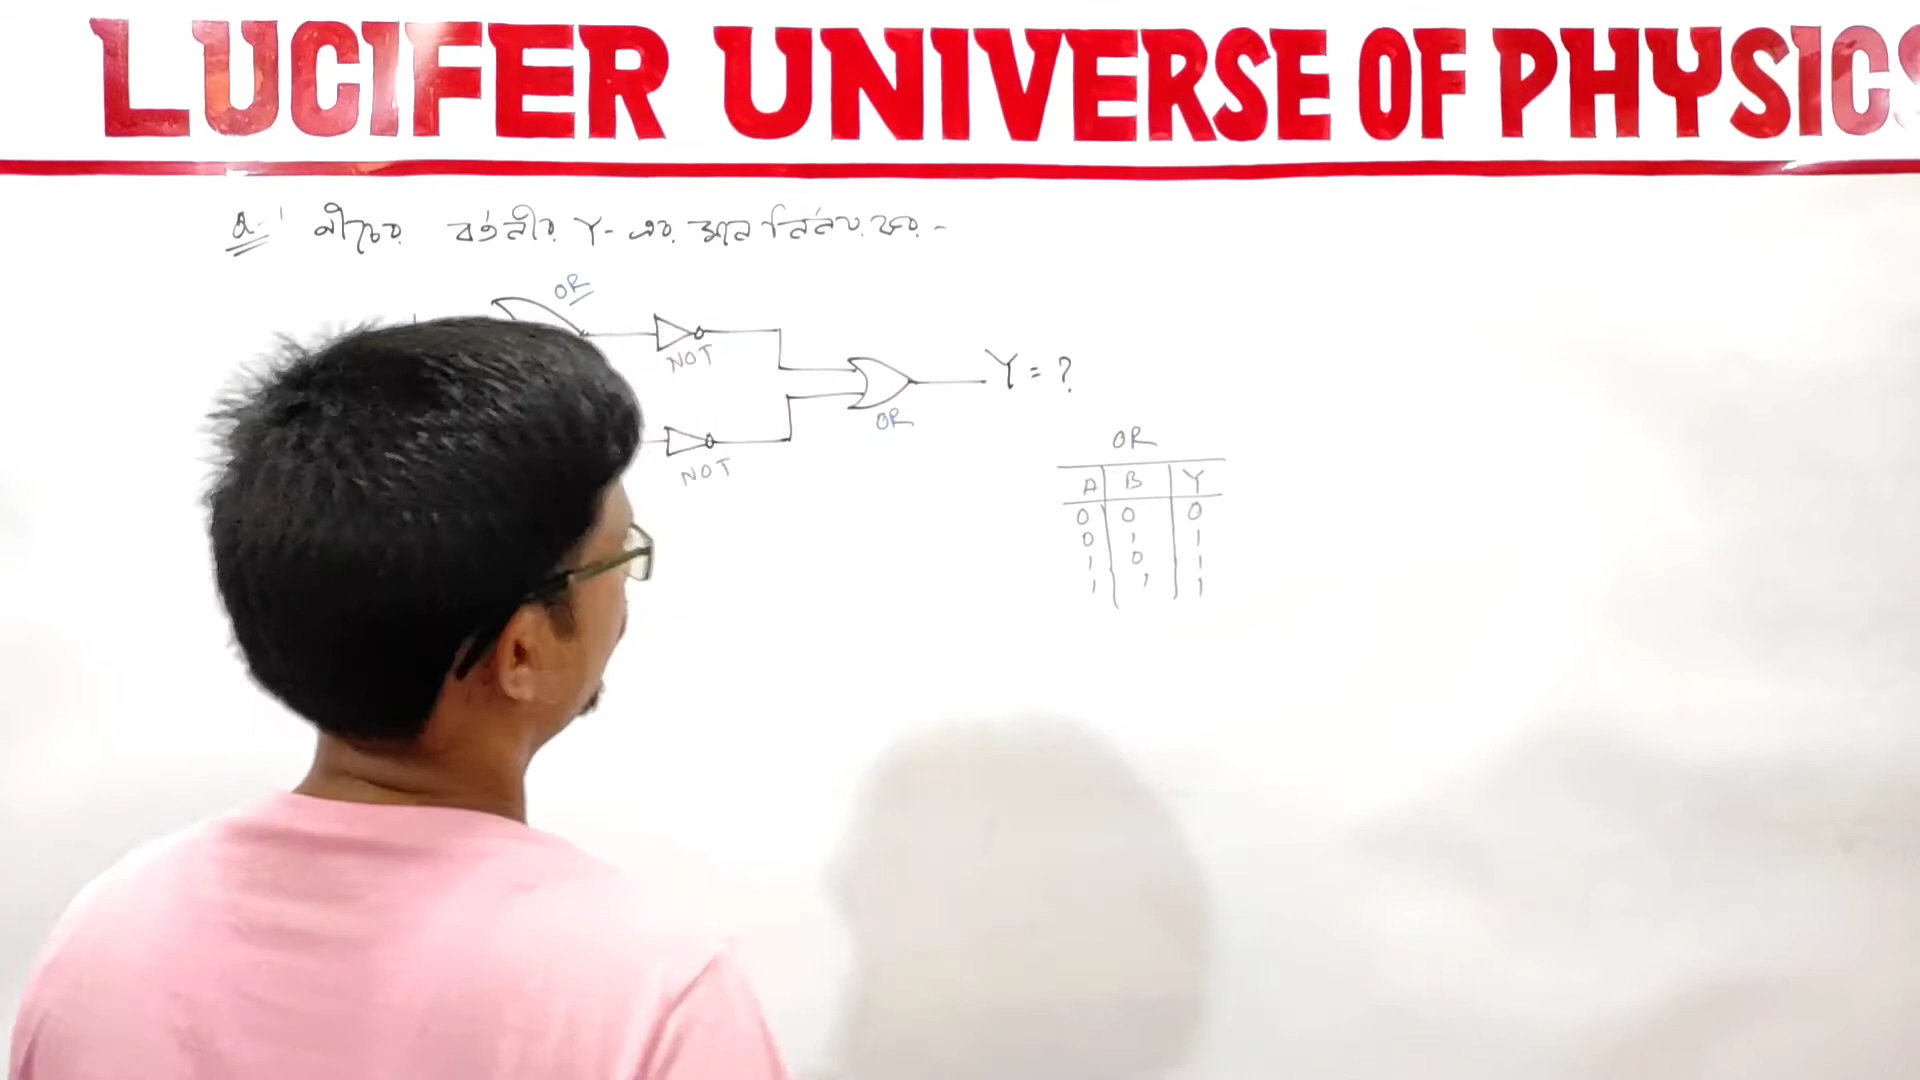 LUCIFER UNIVERSE OF PHYSICS
Q. নীচের বর্তনীর Y-এর মান নির্ণয় কর -
OR
NOT
Y = ?
OR
NOT
OR
A B Y
0 0 0
0 1 1
1 0 1
1 1 1